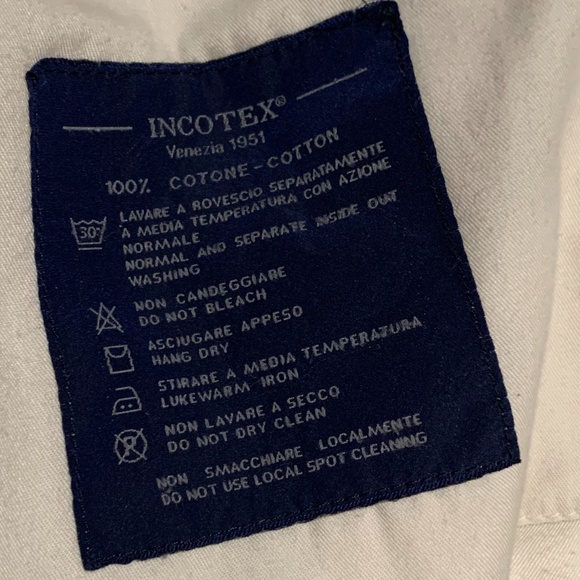 INCOTEX®
Venezia 1951
100% COTONE-COTTON
30°
LAVARE A ROVESCIO SEPARATAMENTE
A MEDIA TEMPERATURA CON AZIONE
NORMALE
NORMAL AND SEPARATE INSIDE OUT
WASHING
NON CANDEGGIARE
DO NOT BLEACH
ASCIUGARE APPESO
HANG DRY
STIRARE A MEDIA TEMPERATURA
LUKEWARM IRON
P
NON LAVARE A SECCO
DO NOT DRY CLEAN
NON SMACCHIARE LOCALMENTE
DO NOT USE LOCAL SPOT CLEANING